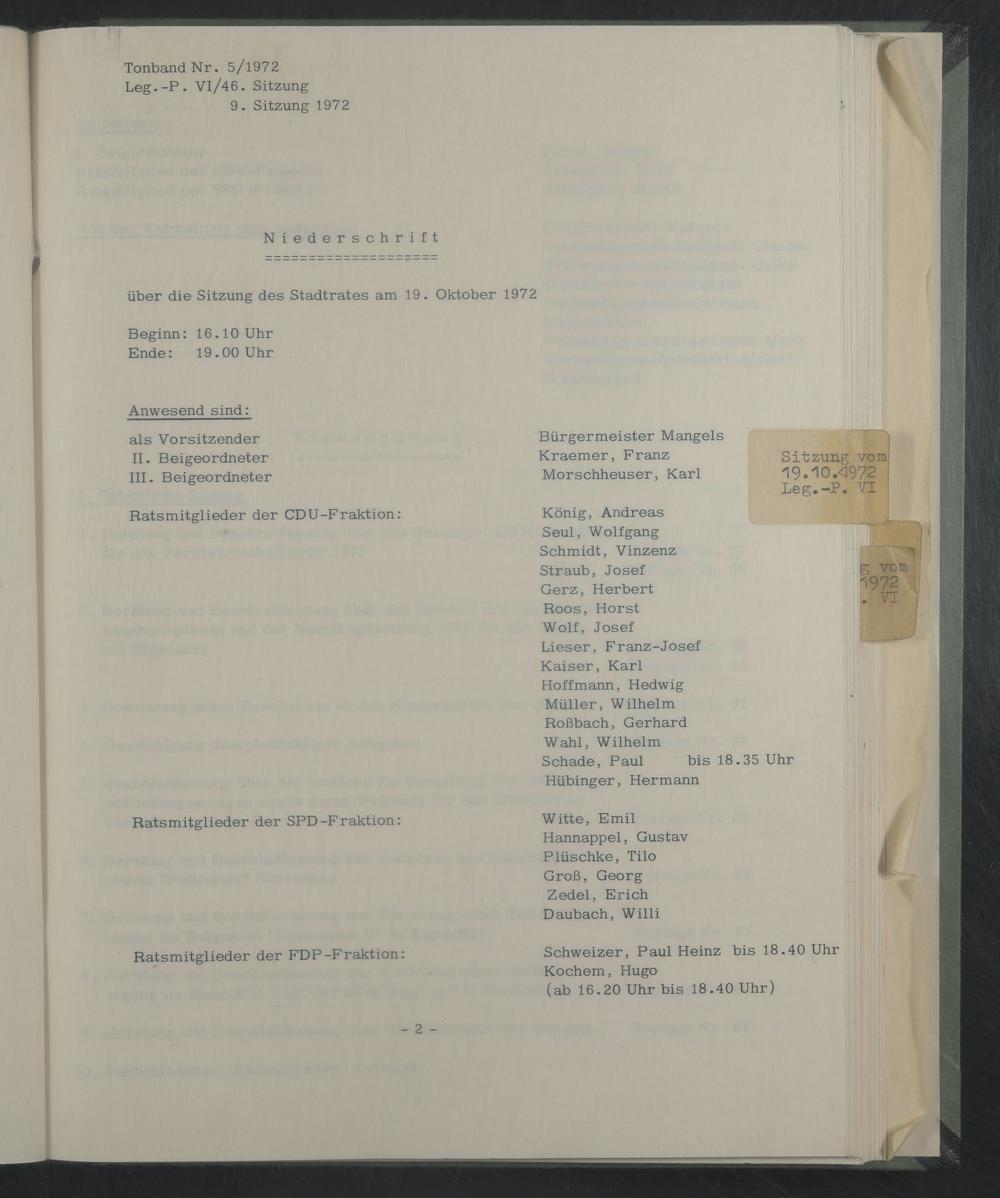 Tonband Nr. 5/1972
Leg.-P. VI/46. Sitzung
9. Sitzung 1972
Niederschrift
====================
über die Sitzung des Stadtrates am 19. Oktober 1972
Beginn: 16.10 Uhr
Ende: 19.00 Uhr
Anwesend sind:
als Vorsitzender Bürgermeister Mangels
II. Beigeordneter Kraemer, Franz
III. Beigeordneter Morschheuser, Karl
Sitzung vom
19.10.1972
Leg.-P. VI
Ratsmitglieder der CDU-Fraktion: König, Andreas
Seul, Wolfgang
Schmidt, Vinzenz
Straub, Josef
Gerz, Herbert
Roos, Horst
Wolf, Josef
Lieser, Franz-Josef
Kaiser, Karl
Hoffmann, Hedwig
Müller, Wilhelm
Roßbach, Gerhard
Wahl, Wilhelm
Schade, Paul bis 18.35 Uhr
Hübinger, Hermann
g vom
1972
. VI
Ratsmitglieder der SPD-Fraktion: Witte, Emil
Hannappel, Gustav
Plüschke, Tilo
Groß, Georg
Zedel, Erich
Daubach, Willi
Ratsmitglieder der FDP-Fraktion: Schweizer, Paul Heinz bis 18.40 Uhr
Kochem, Hugo
(ab 16.20 Uhr bis 18.40 Uhr)
- 2 -